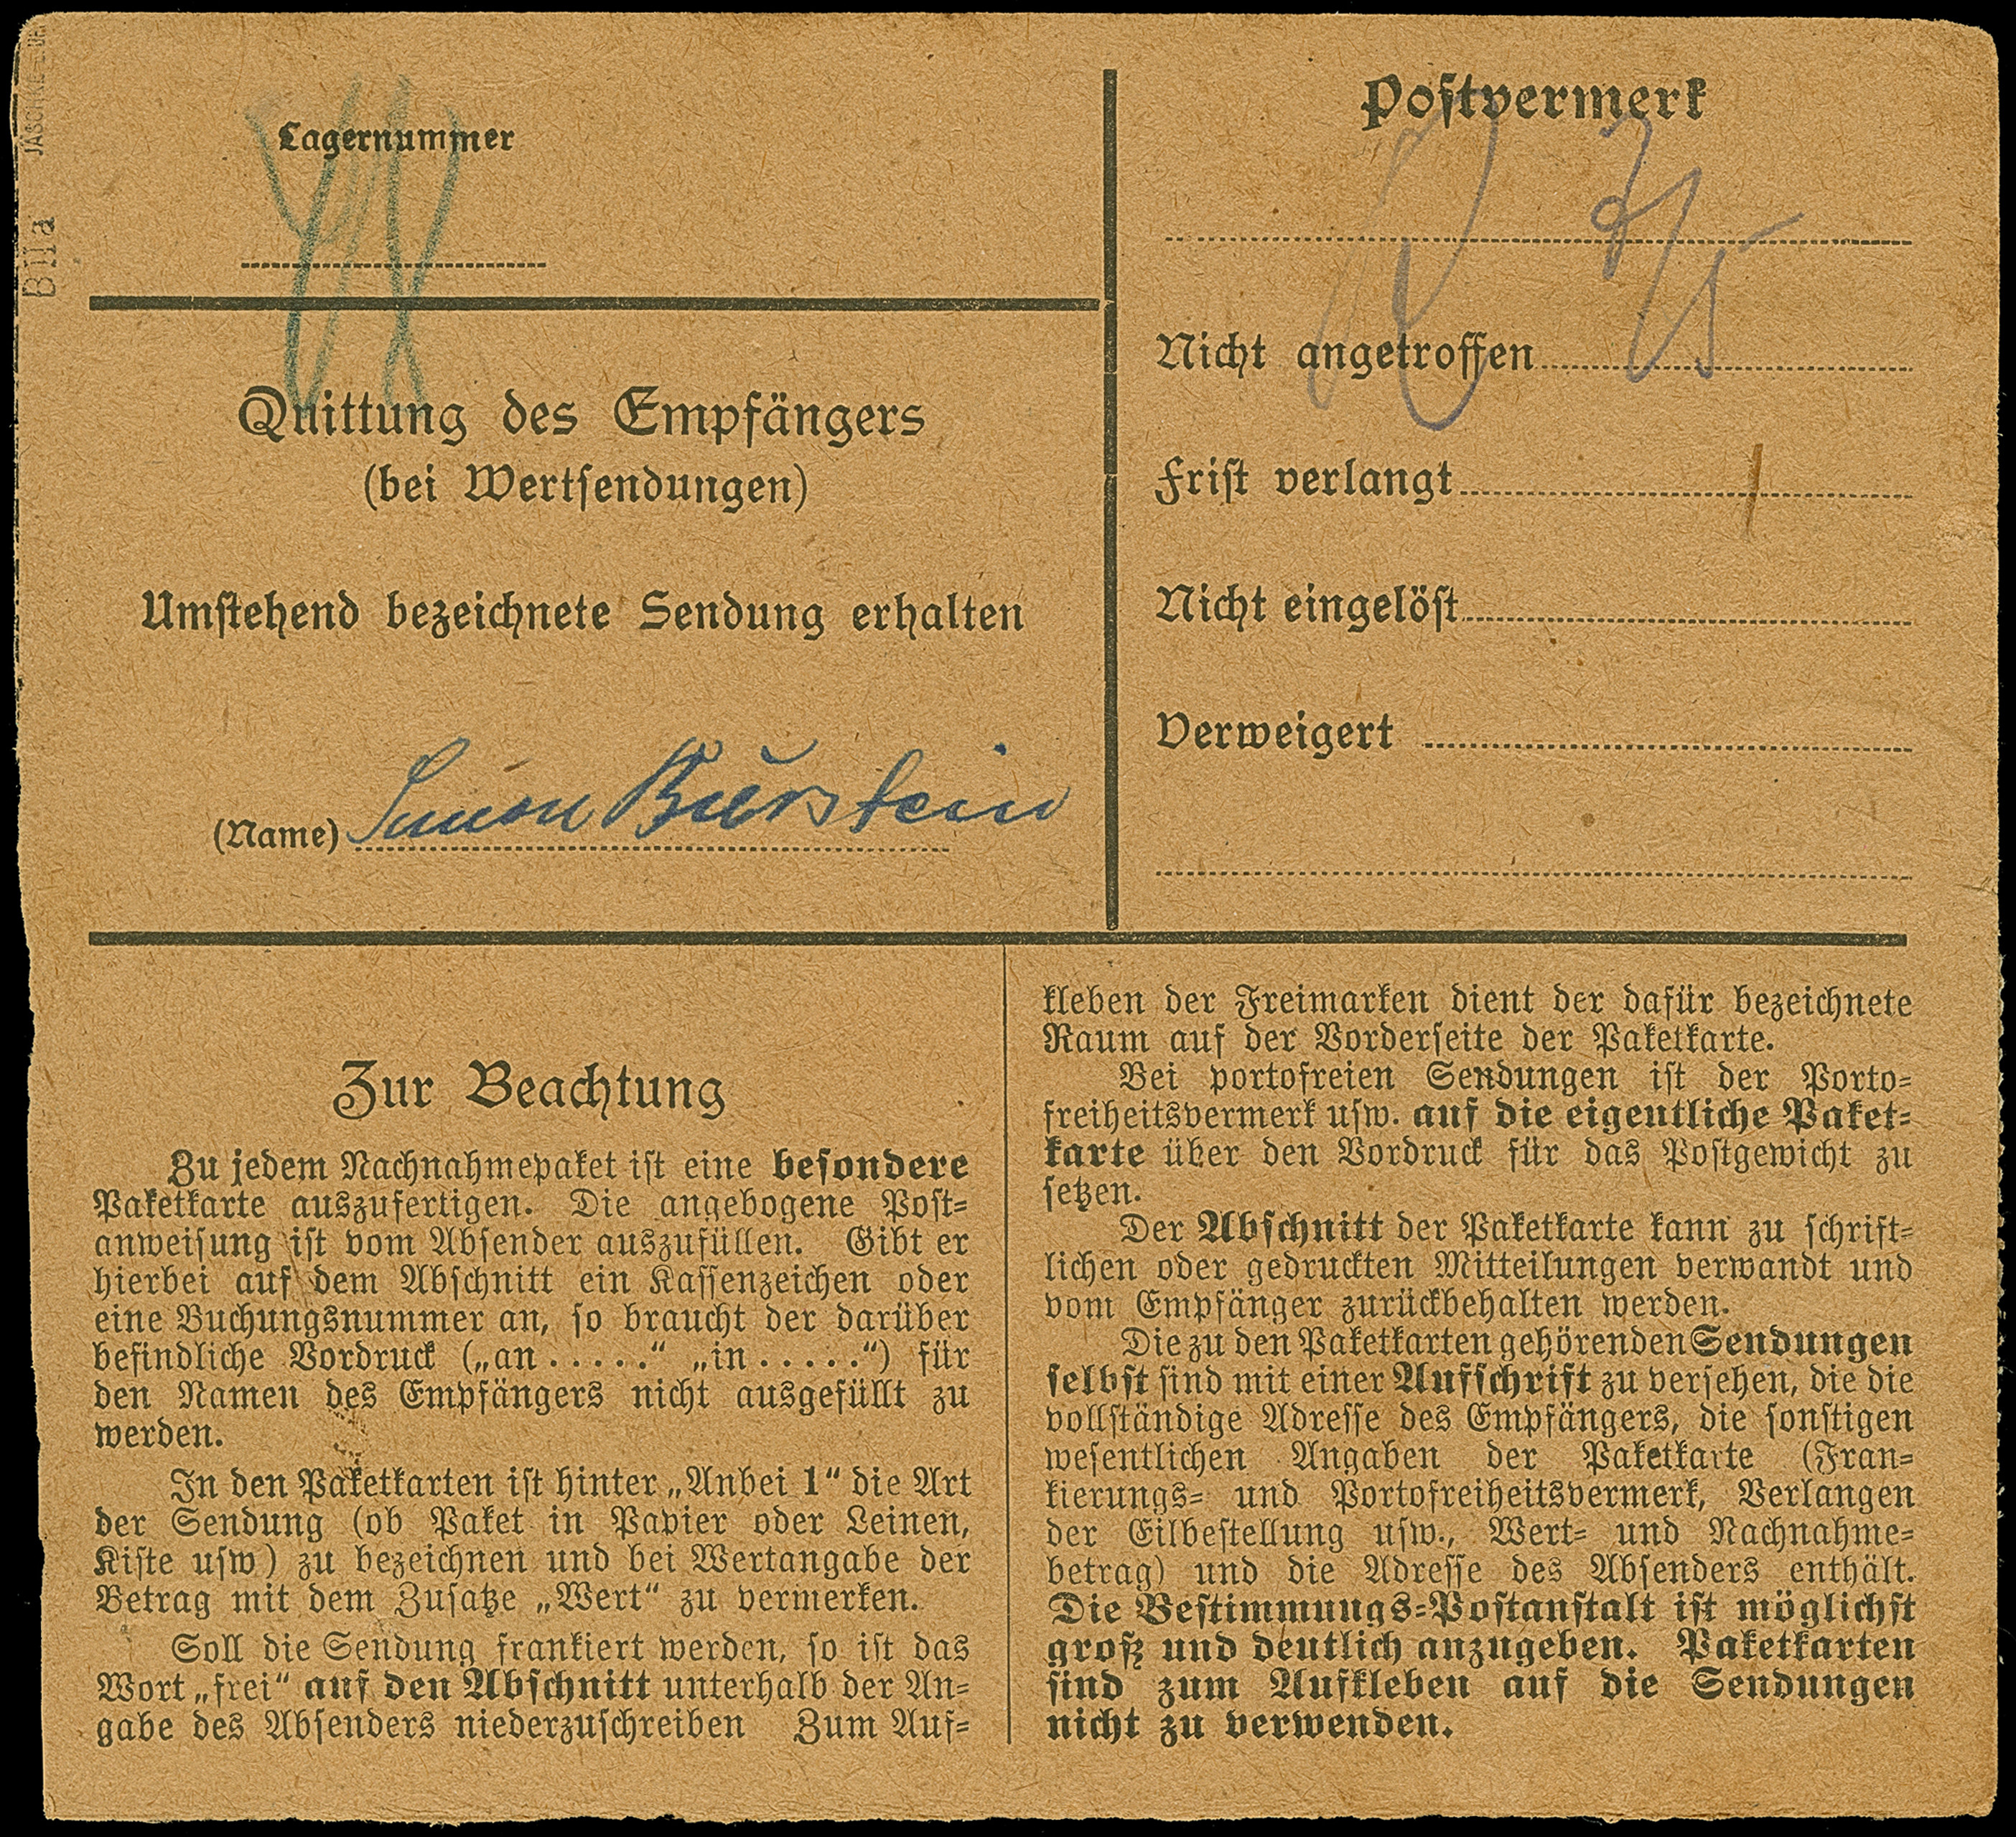 Lagernummer
Quittung des Empfängers
(bei Wertsendungen)
Umstehend bezeichnete Sendung erhalten
(Name) Simon Burstein
Postvermerk
Nicht angetroffen
Frist verlangt
Nicht eingelöst
Verweigert
BIIa
Zur Beachtung
Zu jedem Nachnahmepaket ist eine besondere
Paketkarte auszufertigen. Die angebogene Post=
anweisung ist vom Absender auszufüllen. Gibt er
hierbei auf dem Abschnitt ein Kassenzeichen oder
eine Buchungsnummer an, so braucht der darüber
befindliche Vordruck („an . . . . .“ „in . . . . .“) für
den Namen des Empfängers nicht ausgefüllt zu
werden.
In den Paketkarten ist hinter „Anbei 1“ die Art
der Sendung (ob Paket in Papier oder Leinen,
Kiste usw) zu bezeichnen und bei Wertangabe der
Betrag mit dem Zusatze „Wert“ zu vermerken.
Soll die Sendung frankiert werden, so ist das
Wort „frei“ auf den Abschnitt unterhalb der An=
gabe des Absenders niederzuschreiben Zum Auf=
kleben der Freimarken dient der dafür bezeichnete
Raum auf der Vorderseite der Paketkarte.
Bei portofreien Sendungen ist der Porto=
freiheitsvermerk usw. auf die eigentliche Paket=
karte über den Vordruck für das Postgewicht zu
setzen.
Der Abschnitt der Paketkarte kann zu schrift=
lichen oder gedruckten Mitteilungen verwandt und
vom Empfänger zurückbehalten werden.
Die zu den Paketkarten gehörenden Sendungen
selbst sind mit einer Aufschrift zu versehen, die die
vollständige Adresse des Empfängers, die sonstigen
wesentlichen Angaben der Paketkarte (Fran=
kierungs= und Portofreiheitsvermerk, Verlangen
der Eilbestellung usw., Wert= und Nachnahme=
betrag) und die Adresse des Absenders enthält.
Die Bestimmungs=Postanstalt ist möglichst
groß und deutlich anzugeben. Paketkarten
sind zum Aufkleben auf die Sendungen
nicht zu verwenden.